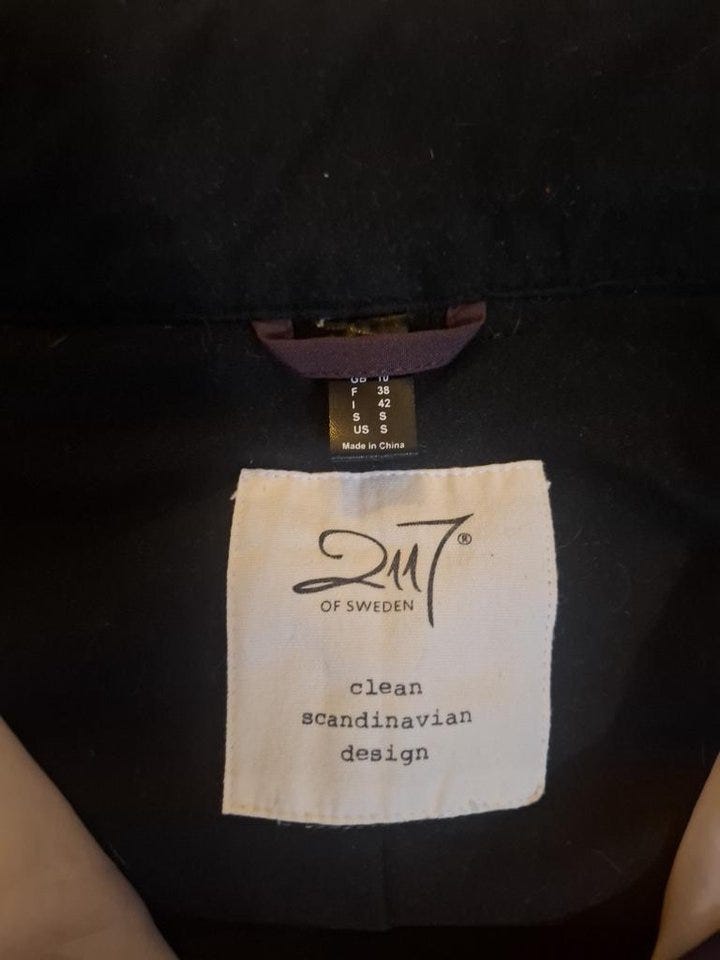 GB 10
F 38
I 42
S S
US S
Made in China
2117®
OF SWEDEN
clean
scandinavian
design